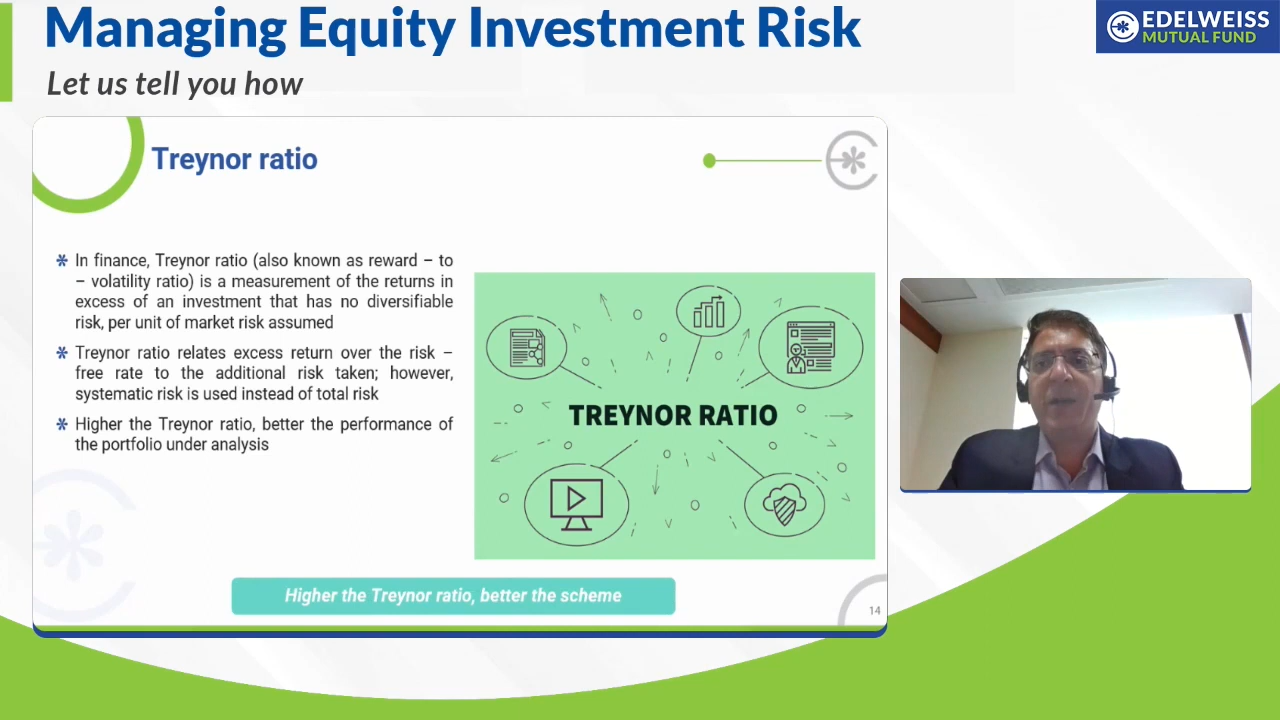 Managing Equity Investment Risk
EDELWEISS
MUTUAL FUND
Let us tell you how
Treynor ratio
In finance, Treynor ratio (also known as reward – to
– volatility ratio) is a measurement of the returns in
excess of an investment that has no diversifiable
risk, per unit of market risk assumed
Treynor ratio relates excess return over the risk –
freerate to the additional risk taken; however,
systematic risk is used instead of total risk
Higher the Treynor ratio, better the performance of
the portfolio under analysis
TREYNOR RATIO
Higher the Treynor ratio, better the scheme
14